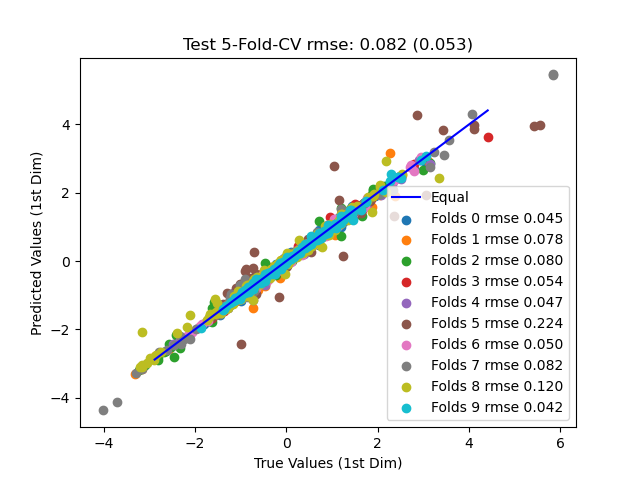 Test 5-Fold-CV rmse: 0.082 (0.053)
Predicted Values (1st Dim)
4
2
0
−2
−4
Equal
Folds 0 rmse 0.045
Folds 1 rmse 0.078
Folds 2 rmse 0.080
Folds 3 rmse 0.054
Folds 4 rmse 0.047
Folds 5 rmse 0.224
Folds 6 rmse 0.050
Folds 7 rmse 0.082
Folds 8 rmse 0.120
Folds 9 rmse 0.042
−4 −2 0 2 4 6
True Values (1st Dim)